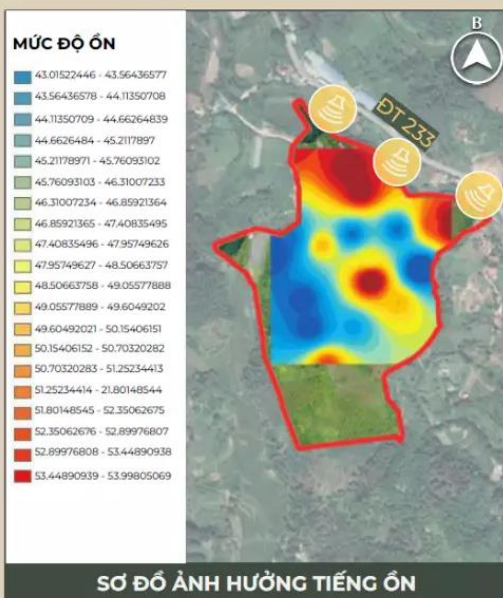 MỨC ĐỘ ỒN
43.01522446 - 43.56436577
43.56436578 - 44.11350708
44.11350709 - 44.66264839
44.6626484 - 45.2117897
45.21178971 - 45.76093102
45.76093103 - 46.31007233
46.31007234 - 46.85921364
46.85921365 - 47.40835495
47.40835496 - 47.95749626
47.95749627 - 48.50663757
48.50663758 - 49.05577888
49.05577889 - 49.6049202
49.60492021 - 50.15406151
50.15406152 - 50.70320282
50.70320283 - 51.25234413
51.25234414 - 21.80148544
51.80148545 - 52.35062675
52.35062676 - 52.89976807
52.89976808 - 53.44890938
53.44890939 - 53.99805069
B
ĐT 233
SƠ ĐỒ ẢNH HƯỞNG TIẾNG ỒN